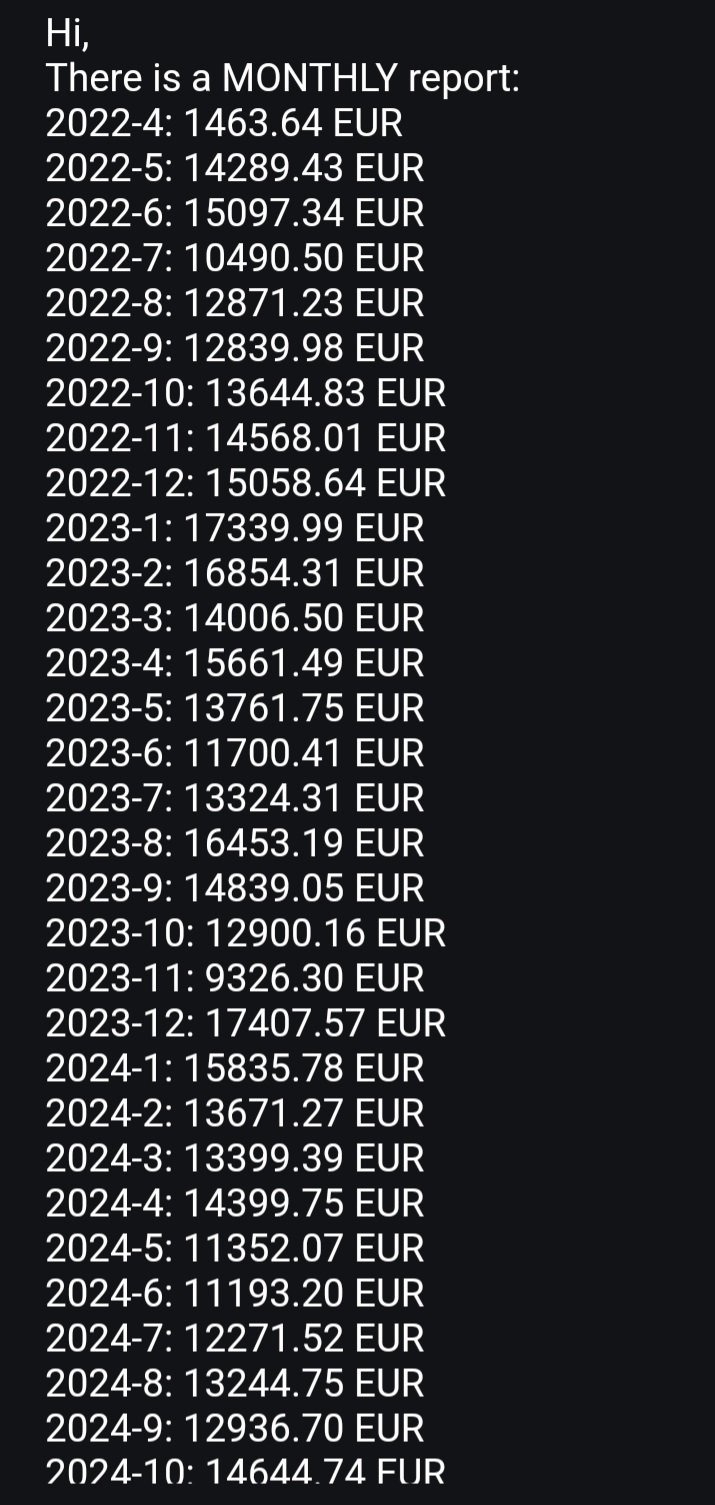 Hi,
There is a MONTHLY report:
2022-4: 1463.64 EUR
2022-5: 14289.43 EUR
2022-6: 15097.34 EUR
2022-7: 10490.50 EUR
2022-8: 12871.23 EUR
2022-9: 12839.98 EUR
2022-10: 13644.83 EUR
2022-11: 14568.01 EUR
2022-12: 15058.64 EUR
2023-1: 17339.99 EUR
2023-2: 16854.31 EUR
2023-3: 14006.50 EUR
2023-4: 15661.49 EUR
2023-5: 13761.75 EUR
2023-6: 11700.41 EUR
2023-7: 13324.31 EUR
2023-8: 16453.19 EUR
2023-9: 14839.05 EUR
2023-10: 12900.16 EUR
2023-11: 9326.30 EUR
2023-12: 17407.57 EUR
2024-1: 15835.78 EUR
2024-2: 13671.27 EUR
2024-3: 13399.39 EUR
2024-4: 14399.75 EUR
2024-5: 11352.07 EUR
2024-6: 11193.20 EUR
2024-7: 12271.52 EUR
2024-8: 13244.75 EUR
2024-9: 12936.70 EUR
2024-10: 14644.74 EUR